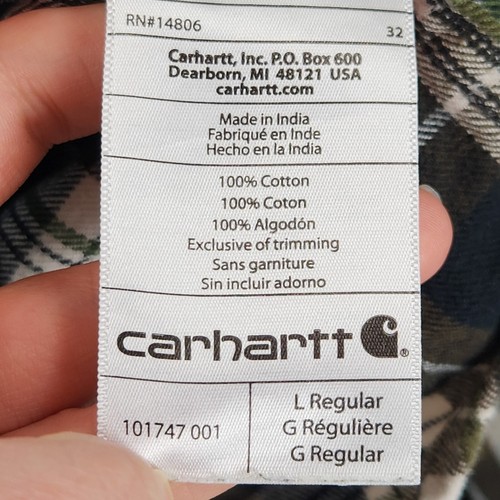 RN#14806 32
Carhartt, Inc. P.O. Box 600
Dearborn, MI 48121 USA
carhartt.com
Made in India
Fabriqué en Inde
Hecho en la India
100% Cotton
100% Coton
100% Algodón
Exclusive of trimming
Sans garniture
Sin incluir adorno
carhartt ®
101747 001
L Regular
G Régulière
G Regular